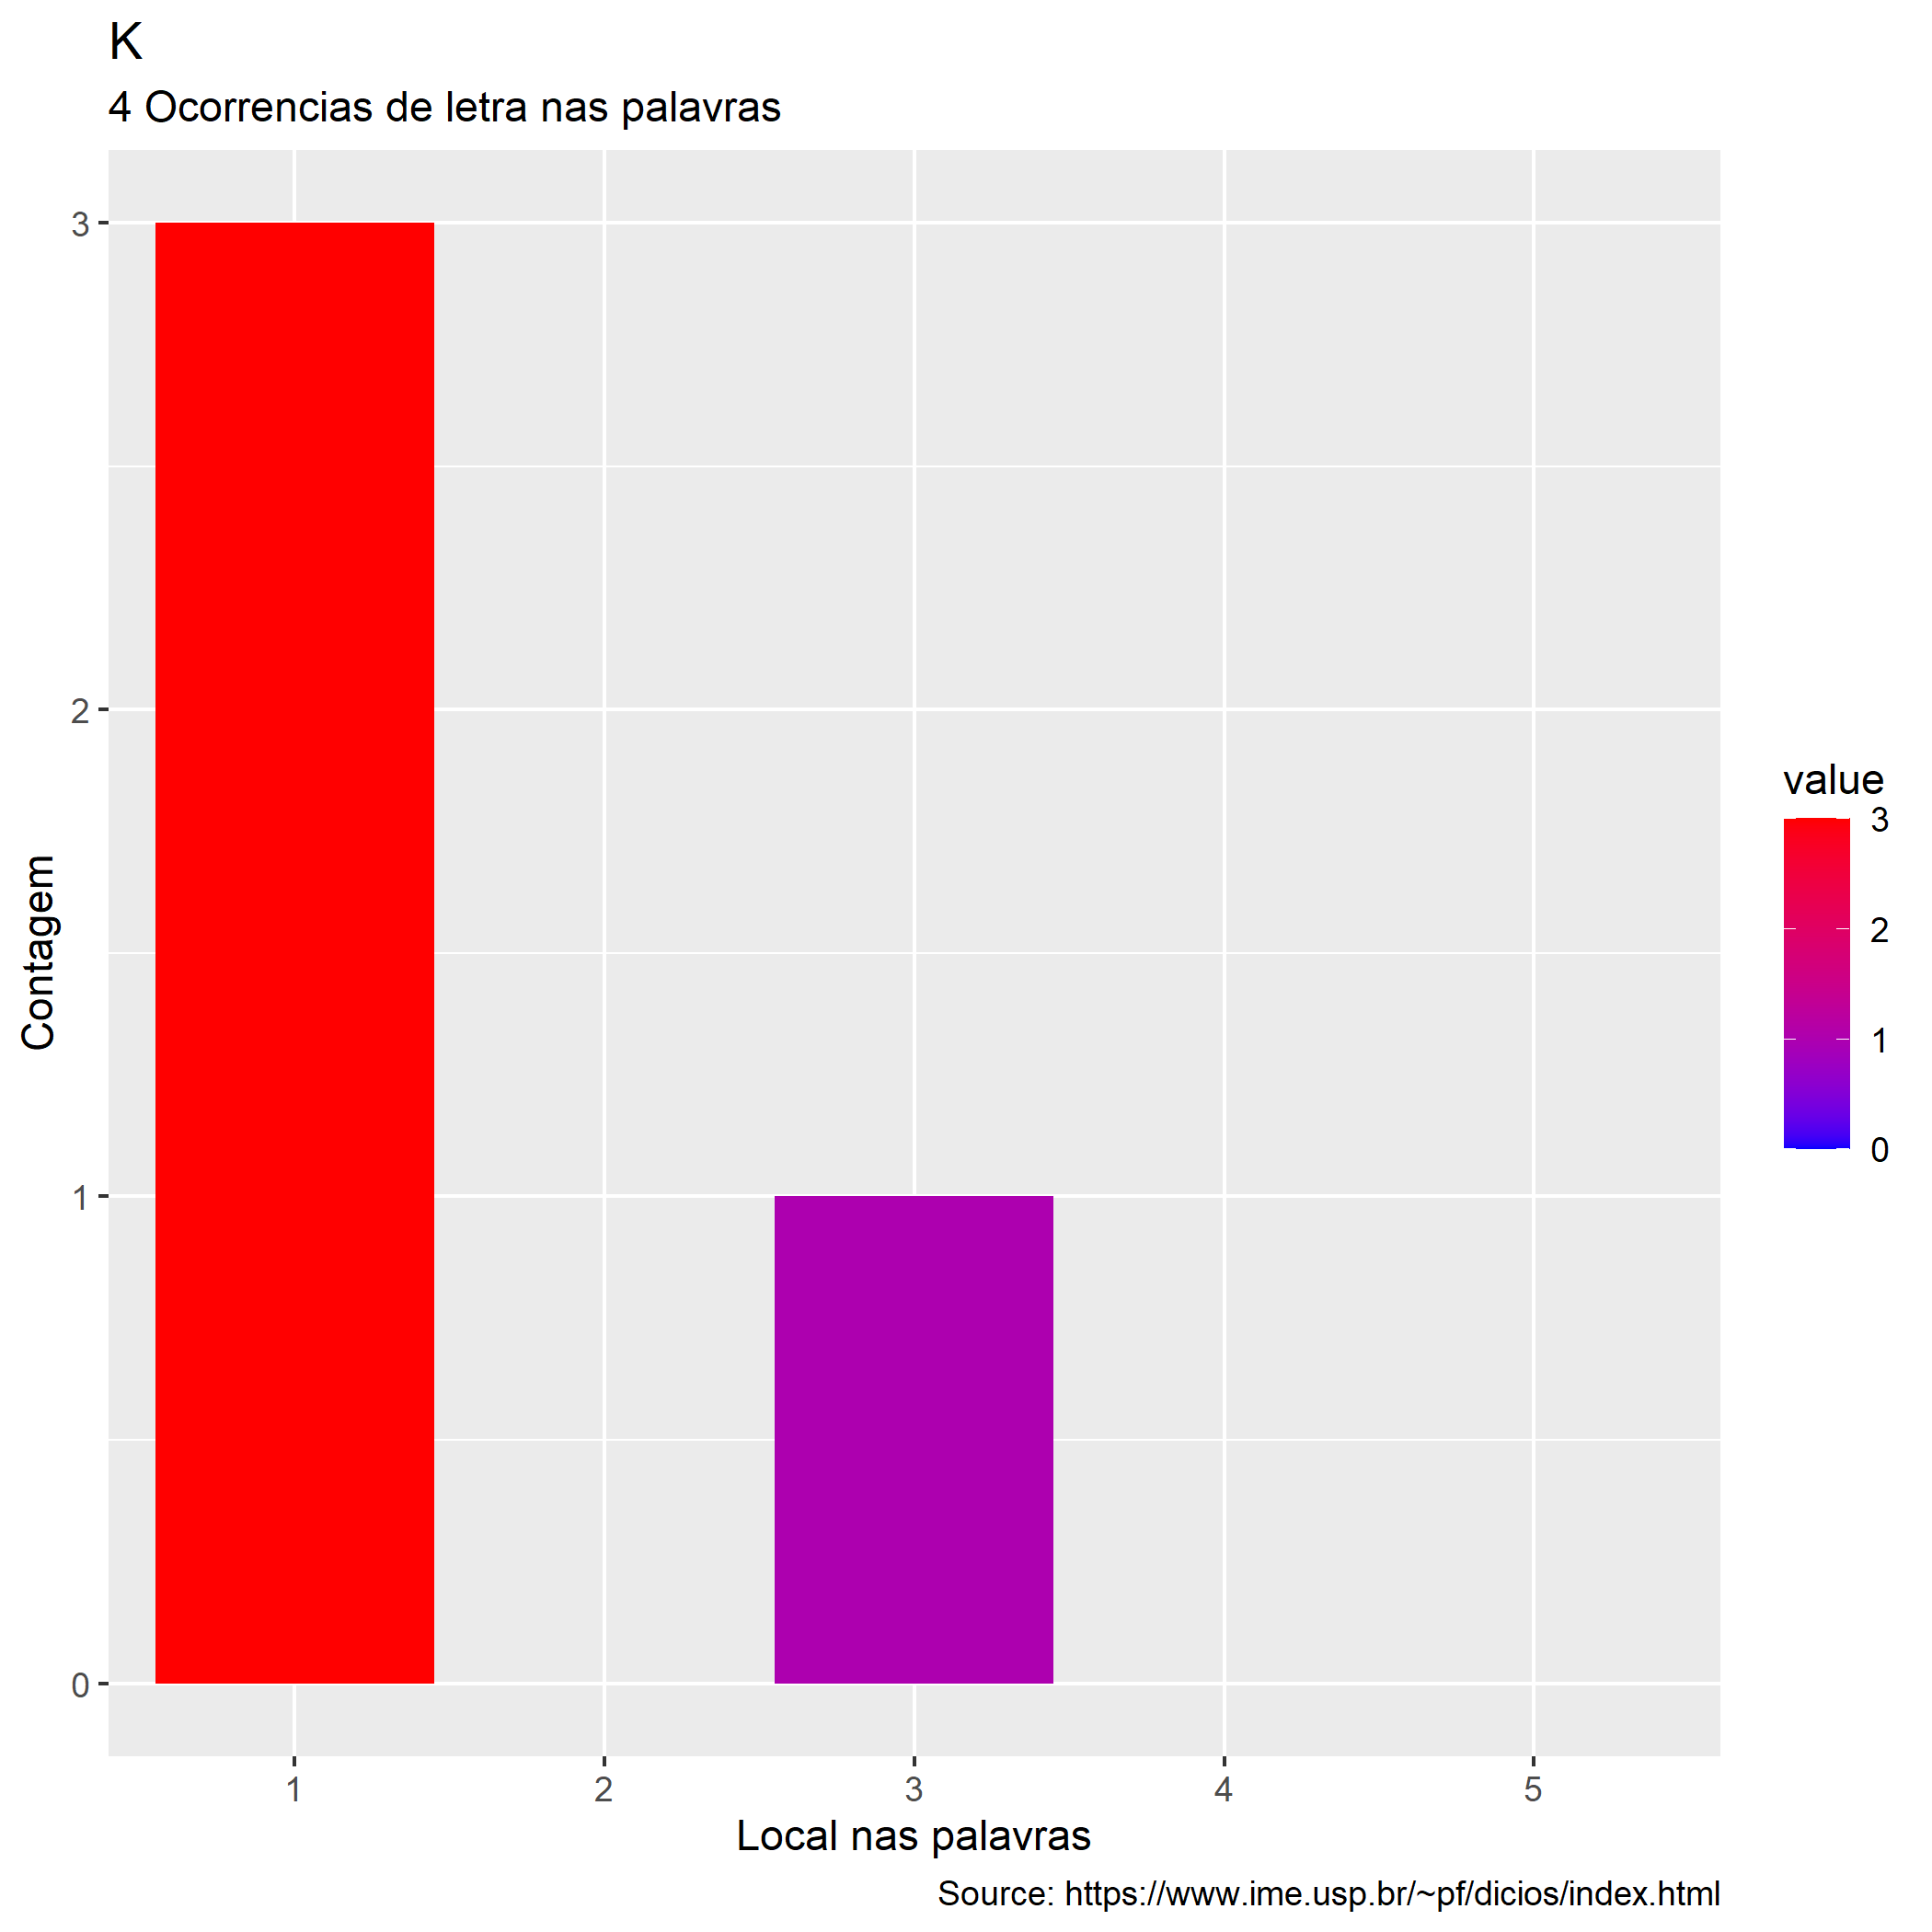 K
4 Ocorrencias de letra nas palavras
3
2
1
0
Contagem
1 2 3 4 5
Local nas palavras
value
3
2
1
0
Source: https://www.ime.usp.br/~pf/dicios/index.html